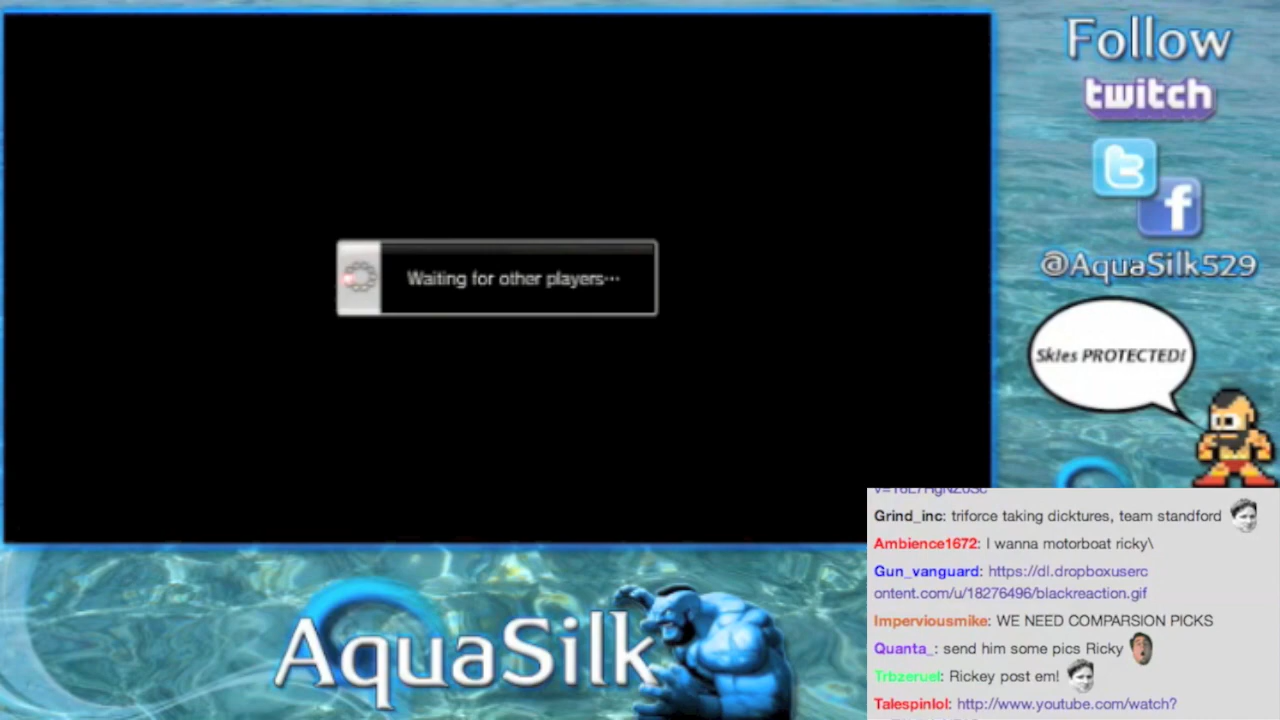 Follow
twitch
@AquaSilk529
Waiting for other players…
Skies PROTECTED!
Grind_inc: triforce taking dicktures, team standford
Ambience1672: I wanna motorboat ricky\
Gun_vanguard: https://dl.dropboxuserc
ontent.com/u/18276496/blackreaction.gif
Imperviousmike: WE NEED COMPARSION PICKS
Quanta_: send him some pics Ricky
Trbzeruel: Rickey post em!
Talespinlol: http://www.youtube.com/watch?
AquaSilk